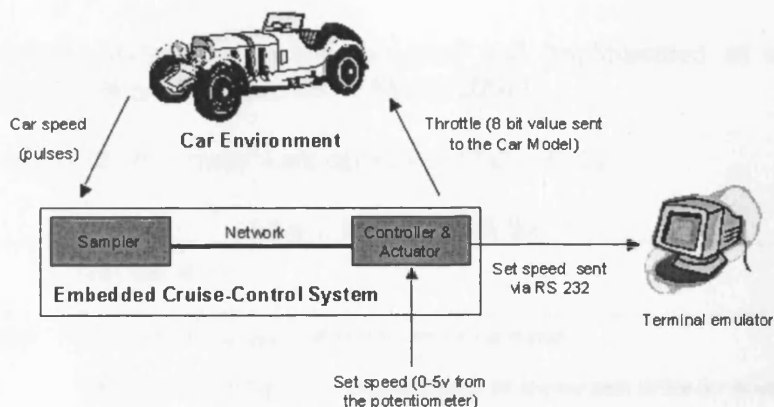 Car speed
(pulses)
Car Environment
Throttle (8 bit value sent
to the Car Model)
Sampler
Network
Controller &
Actuator
Embedded Cruise-Control System
Set speed sent
via RS 232
Terminal emulator
Set speed (0-5v from
the potentiometer)